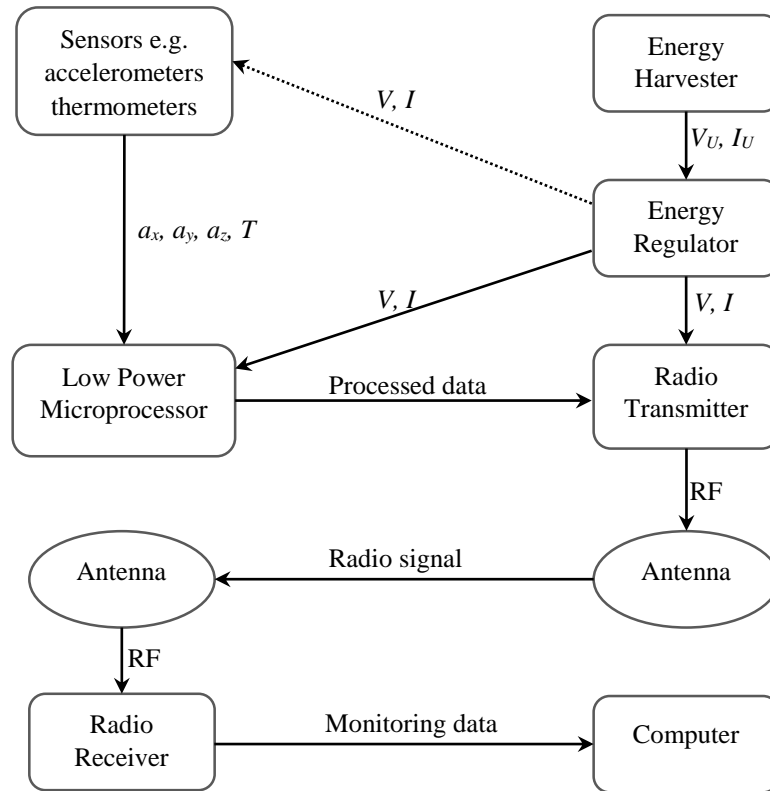 Sensors e.g.
accelerometers
thermometers
Energy
Harvester
V, I
V_U, I_U
Energy
Regulator
a_x, a_y, a_z, T
V, I
V, I
Low Power
Microprocessor
Processed data
Radio
Transmitter
RF
Antenna
Radio signal
Antenna
RF
Radio
Receiver
Monitoring data
Computer